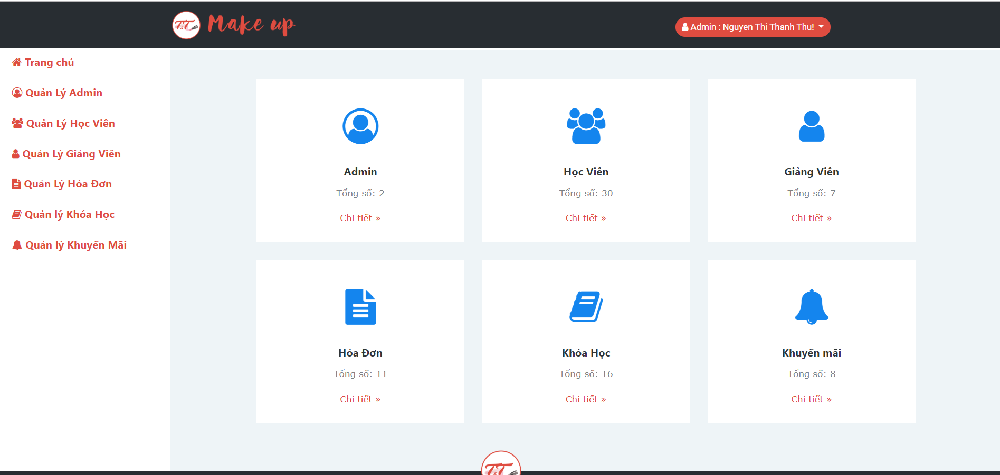 T&T Make up
Admin : Nguyen Thi Thanh Thu!
Trang chủ
Quản Lý Admin
Quản Lý Học Viên
Quản Lý Giảng Viên
Quản Lý Hóa Đơn
Quản lý Khóa Học
Quản lý Khuyến Mãi
Admin
Tổng số: 2
Chi tiết »
Học Viên
Tổng số: 30
Chi tiết »
Giảng Viên
Tổng số: 7
Chi tiết »
Hóa Đơn
Tổng số: 11
Chi tiết »
Khóa Học
Tổng số: 16
Chi tiết »
Khuyến mãi
Tổng số: 8
Chi tiết »
T&T